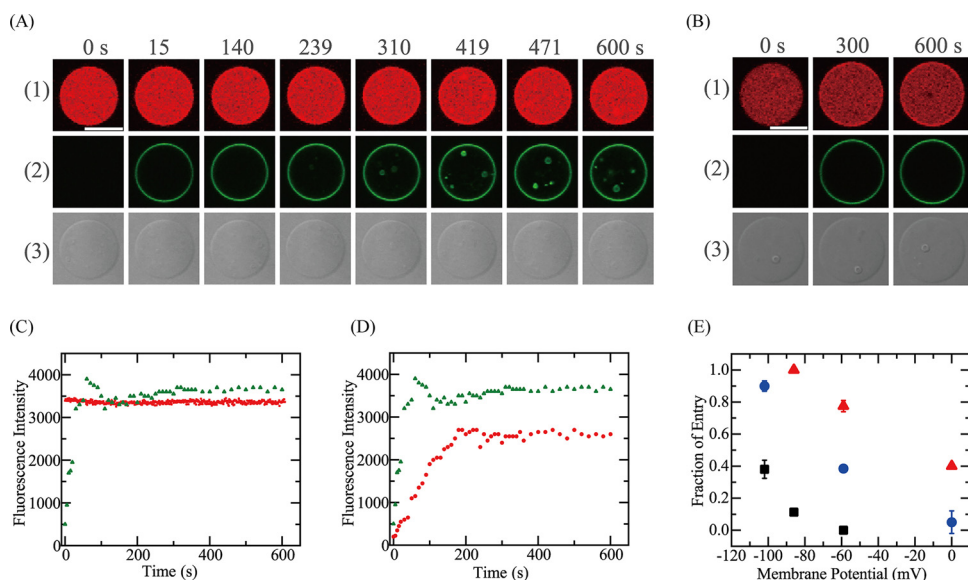 (A)
0 s 15 140 239 310 419 471 600 s
(1)
(2)
(3)
(B)
0 s 300 600 s
(1)
(2)
(3)
(C)
Fluorescence Intensity
4000
3000
2000
1000
0
0 200 400 600
Time (s)
(D)
Fluorescence Intensity
4000
3000
2000
1000
0
0 200 400 600
Time (s)
(E)
Fraction of Entry
1.0
0.8
0.6
0.4
0.2
0.0
-120 -100 -80 -60 -40 -20 0
Membrane Potential (mV)